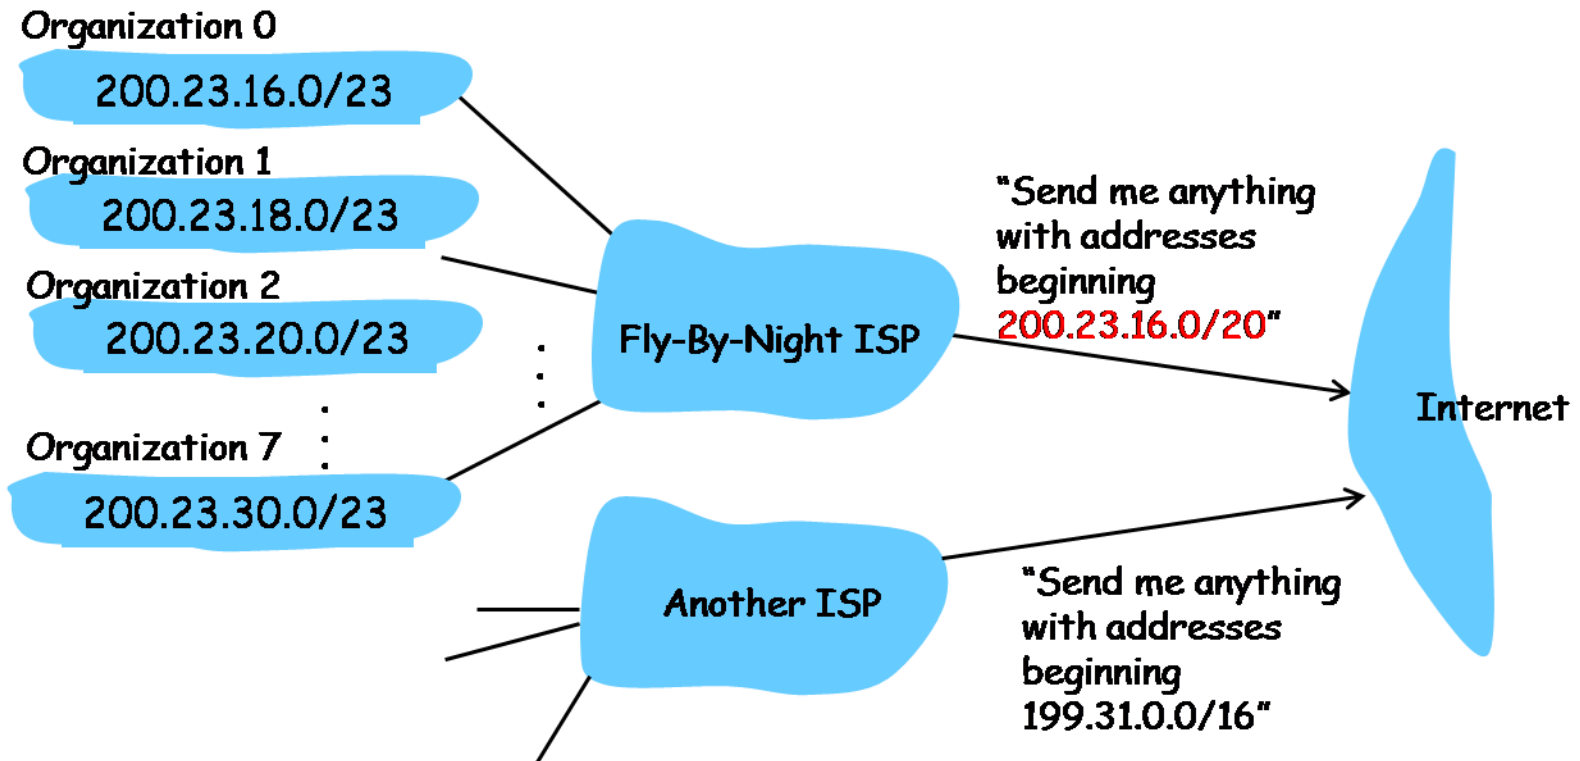 Organization 0
200.23.16.0/23
Organization 1
200.23.18.0/23
Organization 2
200.23.20.0/23
Organization 7
200.23.30.0/23
Fly-By-Night ISP
"Send me anything
with addresses
beginning
200.23.16.0/20"
Internet
Another ISP
"Send me anything
with addresses
beginning
199.31.0.0/16"